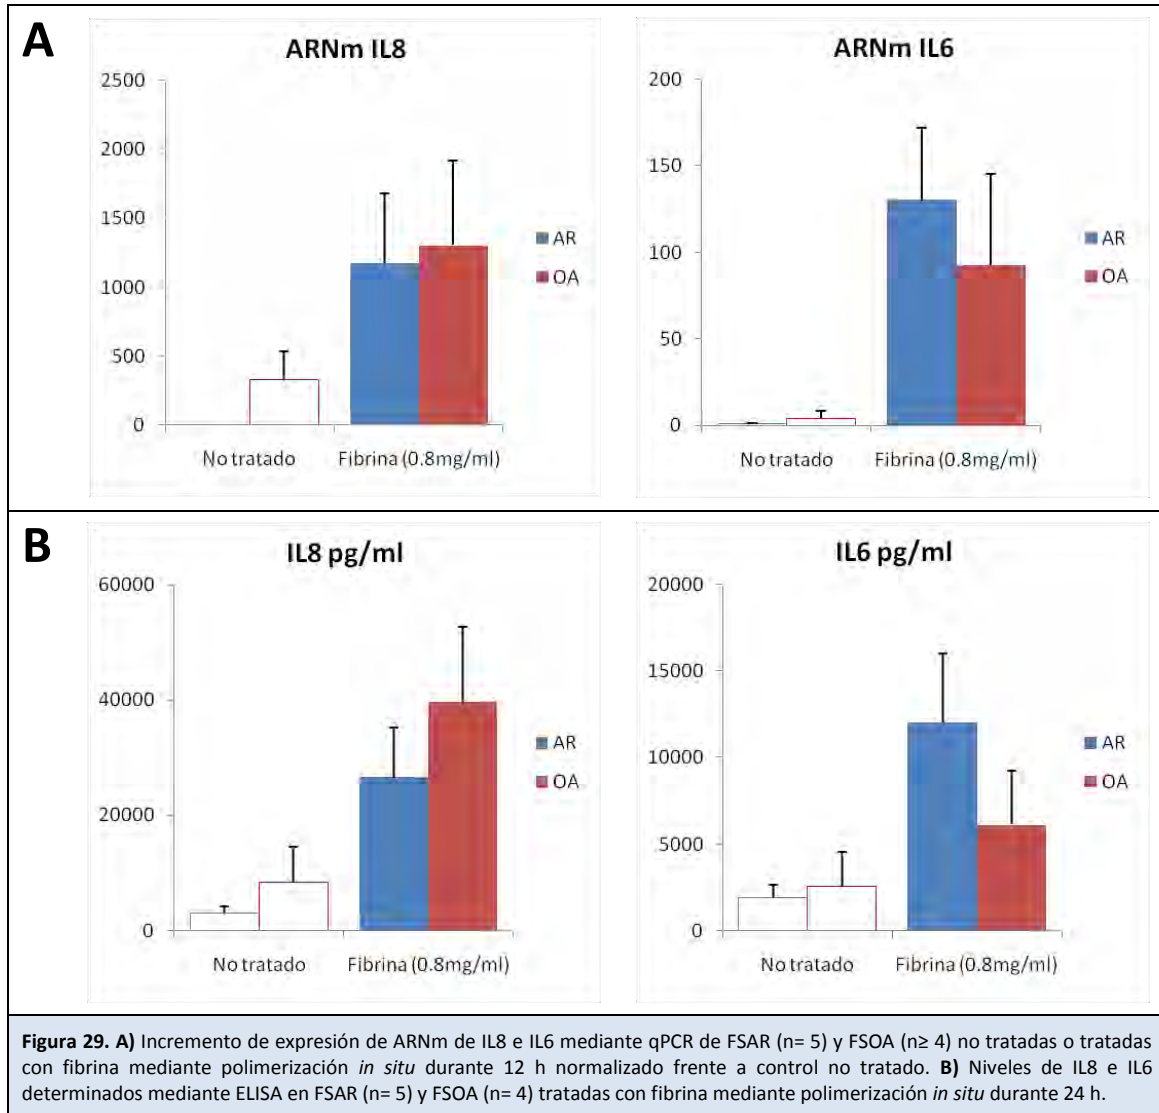 A
ARNm IL8
2500
2000
1500
1000
500
0
No tratado
Fibrina (0.8mg/ml)
AR
OA
ARNm IL6
200
150
100
50
0
No tratado
Fibrina (0.8mg/ml)
AR
OA
B
IL8 pg/ml
60000
40000
20000
0
No tratado
Fibrina (0.8mg/ml)
AR
OA
IL6 pg/ml
20000
15000
10000
5000
0
No tratado
Fibrina (0.8mg/ml)
AR
OA
Figura 29. A) Incremento de expresión de ARNm de IL8 e IL6 mediante qPCR de FSAR (n= 5) y FSOA (n≥ 4) no tratadas o tratadas
con fibrina mediante polimerización in situ durante 12 h normalizado frente a control no tratado. B) Niveles de IL8 e IL6
determinados mediante ELISA en FSAR (n= 5) y FSOA (n= 4) tratadas con fibrina mediante polimerización in situ durante 24 h.